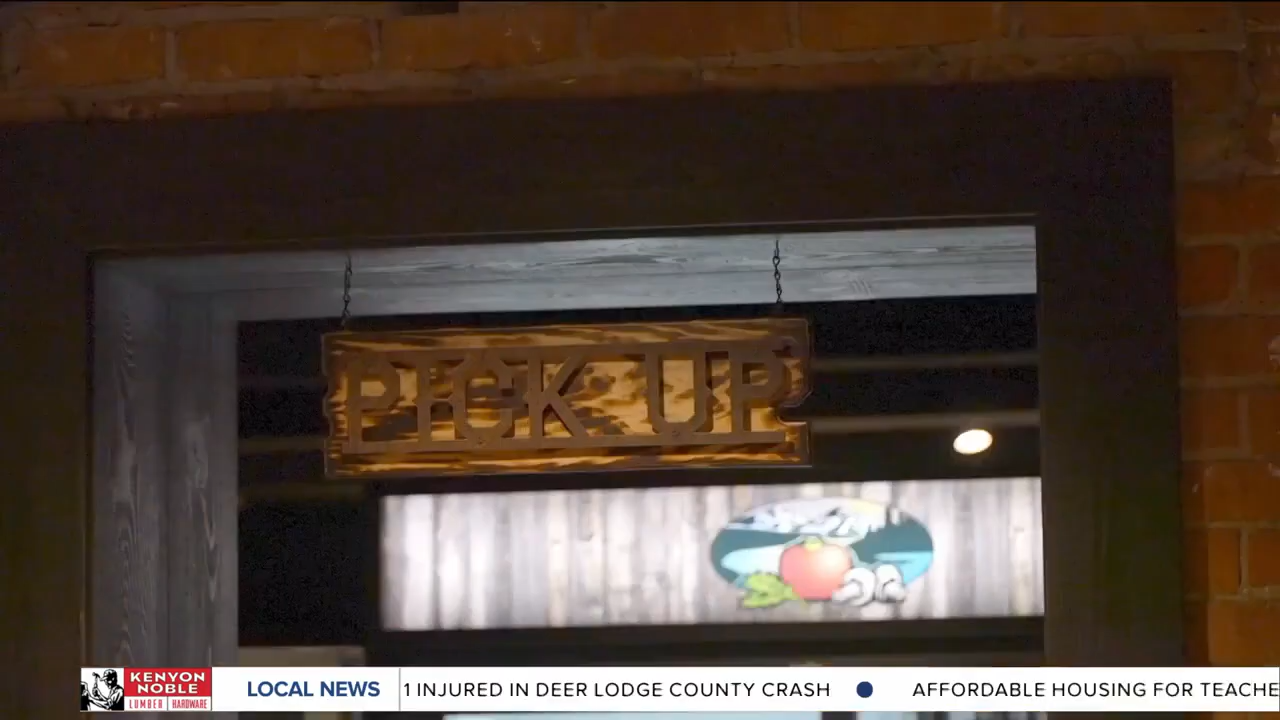 PICK UP
KENYON
NOBLE
LUMBER HARDWARE
LOCAL NEWS
1 INJURED IN DEER LODGE COUNTY CRASH
AFFORDABLE HOUSING FOR TEACHE